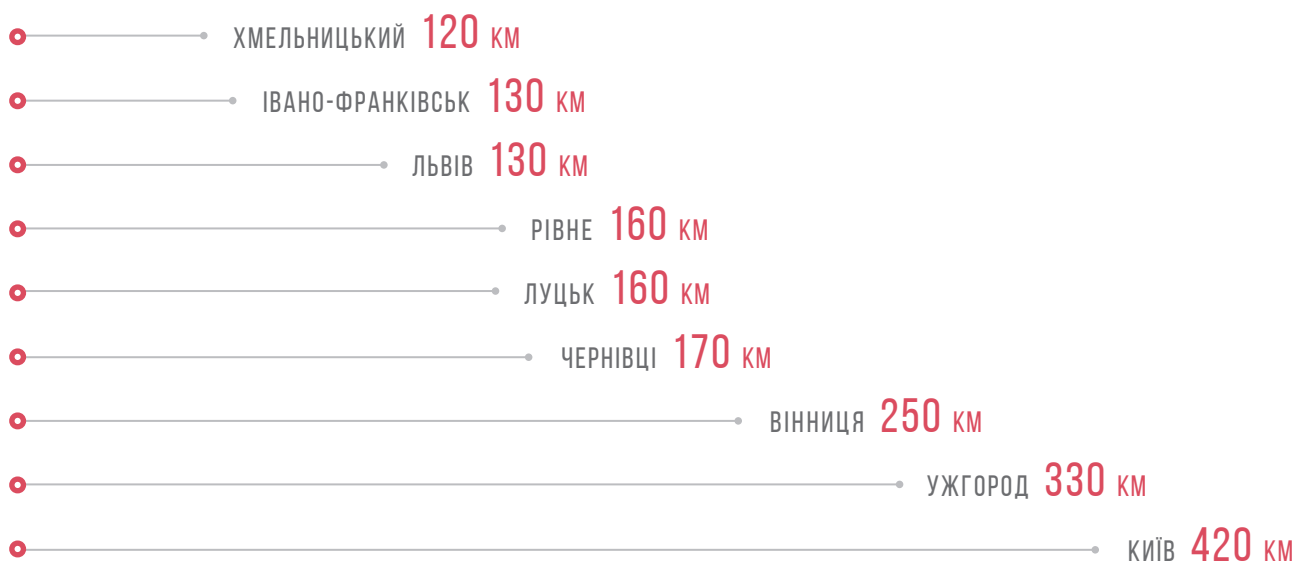 ХМЕЛЬНИЦЬКИЙ 120 КМ
ІВАНО-ФРАНКІВСЬК 130 КМ
ЛЬВІВ 130 КМ
РІВНЕ 160 КМ
ЛУЦЬК 160 КМ
ЧЕРНІВЦІ 170 КМ
ВІННИЦЯ 250 КМ
УЖГОРОД 330 КМ
КИЇВ 420 КМ